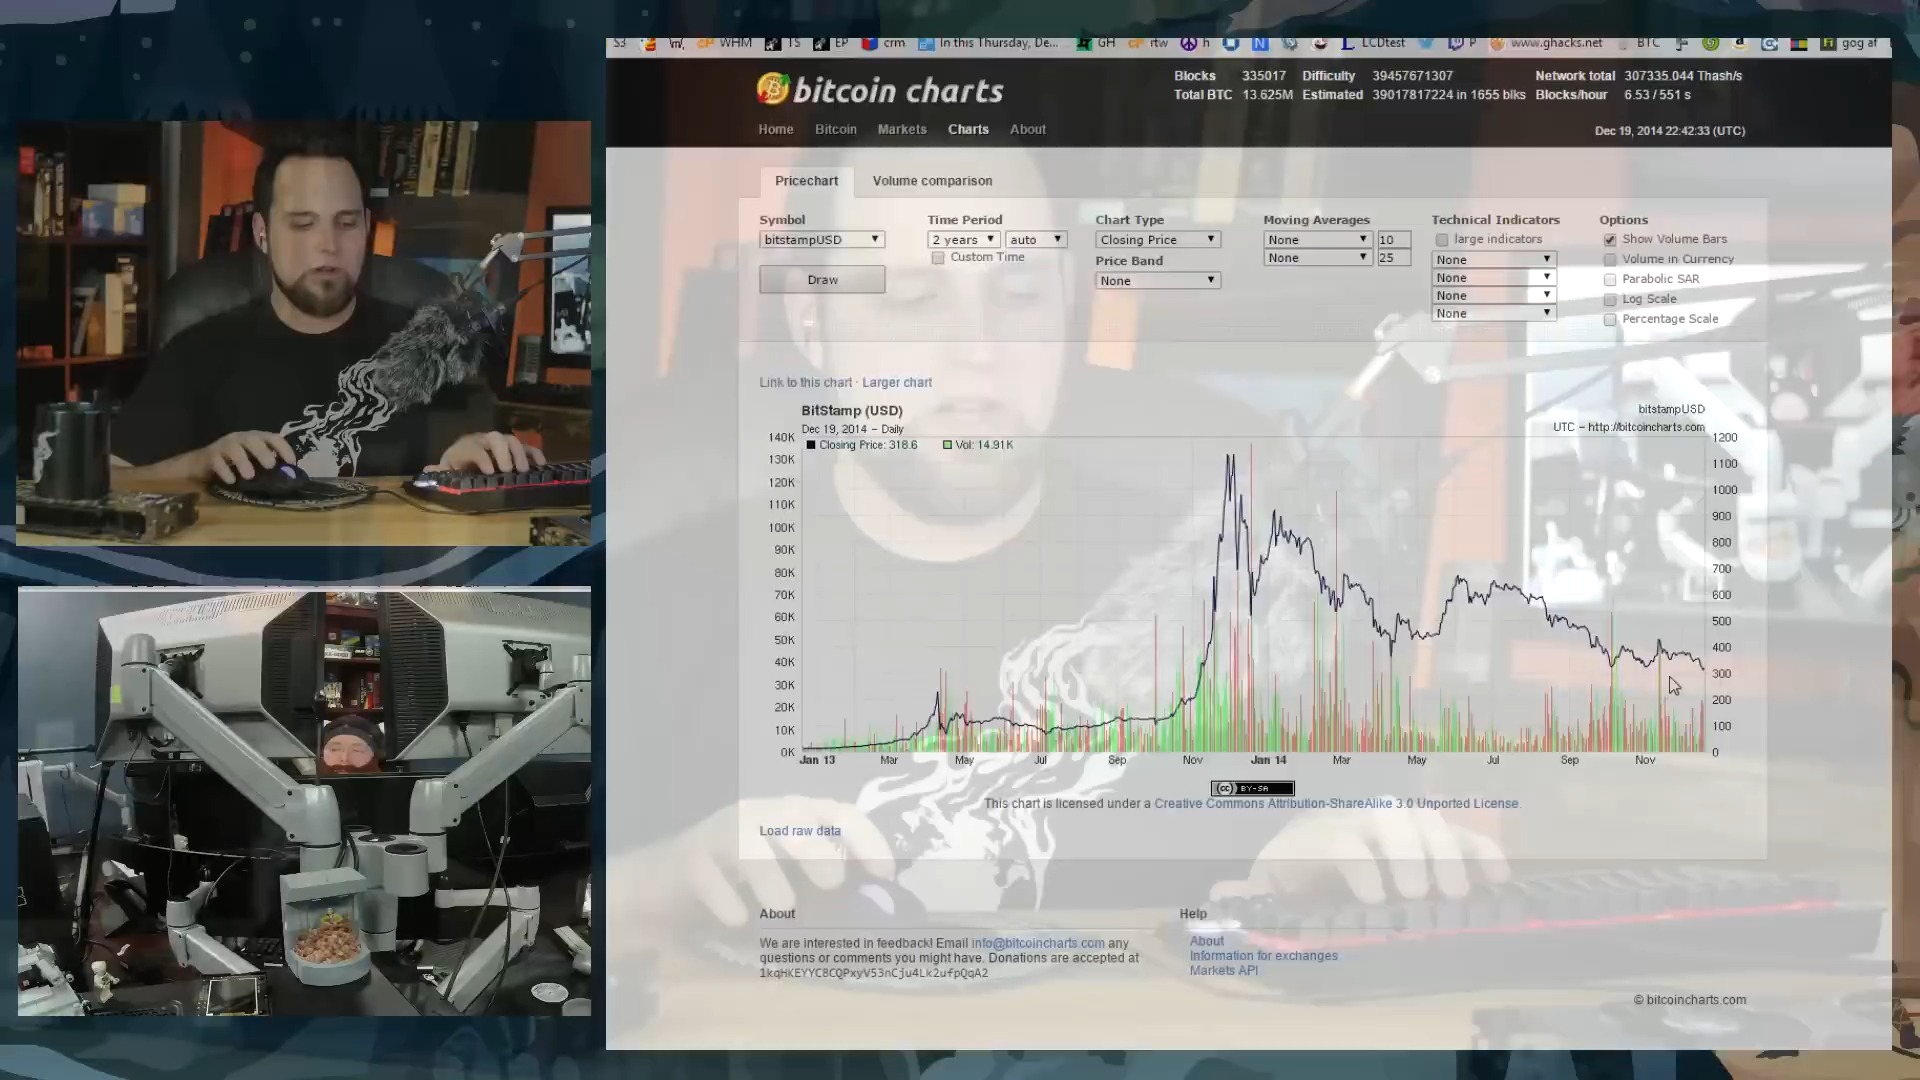 S3 WHM TS EP crm In this Thursday, De... GH rtw h LCDtest P www.ghacks.net BTC gog af
bitcoin charts
Blocks 335017 Difficulty 39457671307 Network total 307335.044 Thash/s
Total BTC 13.625M Estimated 39017817224 in 1655 blks Blocks/hour 6.53 / 551 s
Home Bitcoin Markets Charts About
Dec 19, 2014 22:42:33 (UTC)
Pricechart Volume comparison
Symbol Time Period Chart Type Moving Averages Technical Indicators Options
bitstampUSD 2 years auto Closing Price None 10 large indicators Show Volume Bars
Custom Time Price Band None 25 None Volume in Currency
Draw None None Parabolic SAR
None Log Scale
None Percentage Scale
Link to this chart · Larger chart
BitStamp (USD) bitstampUSD
Dec 19, 2014 - Daily UTC - http://bitcoincharts.com
Closing Price: 318.6 Vol: 14.91K
140K 1200
130K 1100
120K 1000
110K 900
100K 800
90K 700
80K 600
70K 500
60K 400
50K 300
40K 200
30K 100
20K 0
10K
0K
Jan 13 Mar May Jul Sep Nov Jan 14 Mar May Jul Sep Nov
(cc) BY-SA
This chart is licensed under a Creative Commons Attribution-ShareAlike 3.0 Unported License.
Load raw data
About
We are interested in feedback! Email info@bitcoincharts.com any
questions or comments you might have. Donations are accepted at
1kqHKEYYC8CQPxyV53nCju4Lk2ufpQqA2
Help
About
Information for exchanges
Markets API
© bitcoincharts.com